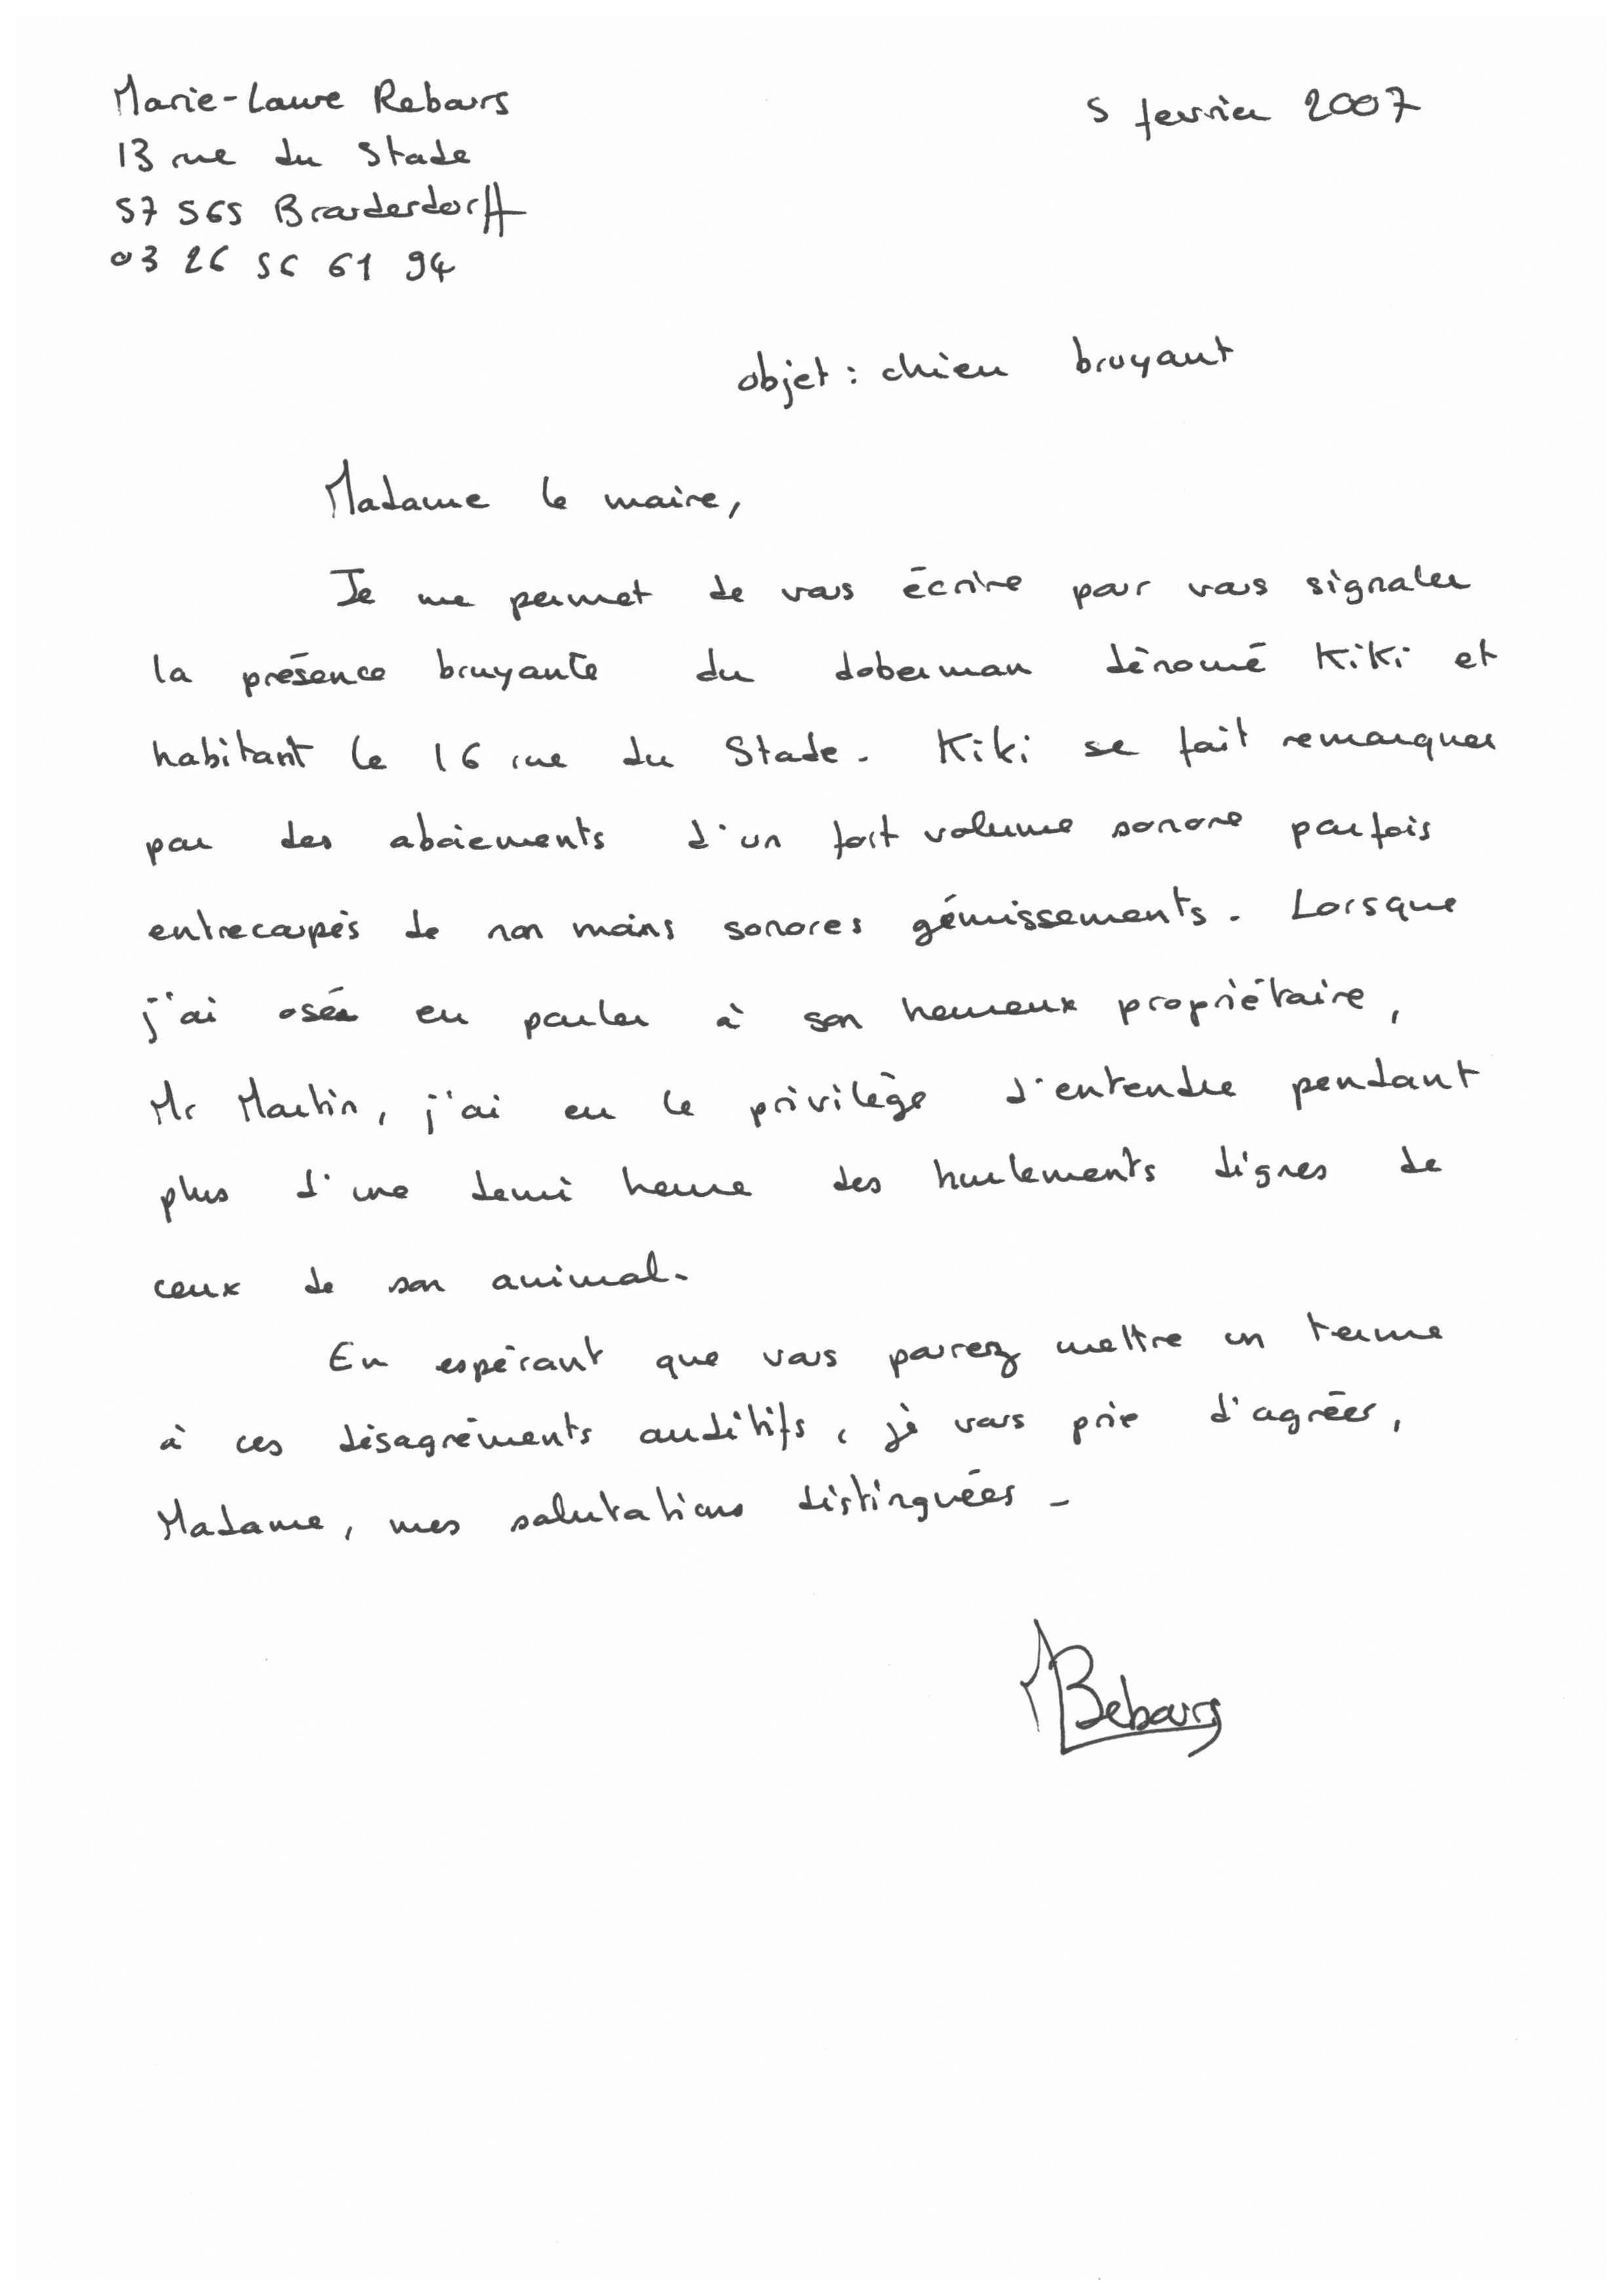 Marie-Laure Rebours
5 fevrier 2007
13 rue du Stade
57 565 Brouderdorff
03 26 56 61 94
objet : chien bruyant
Madame le maire,
Je me permet de vous écrire pour vous signaler
la présence bruyante du doberman dénomé Kiki et
habitant le 16 rue du Stade. Kiki se fait remarquer
par des aboiements d'un fort volume sonore parfois
entrecoupés de non moins sonores gémissements. Lorsque
j'ai osé en parler à son heureux propriétaire,
Mr Martin, j'ai eu le privilège d'entendre pendant
plus d'une demi heure des hurlements dignes de
ceux de son animal.
En espérant que vous pourrez mettre un terme
à ces désagréments auditifs, je vous prie d'agréer,
Madame, mes salutations distinguées.
Rebours